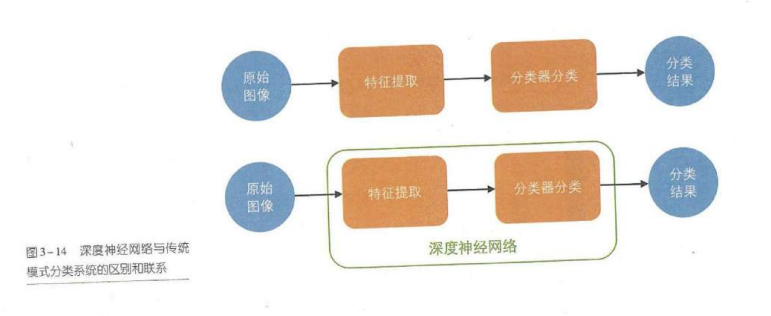 原始
图像
特征提取
分类器分类
分类
结果
原始
图像
特征提取
分类器分类
分类
结果
深度神经网络
图3-14 深度神经网络与传统
模式分类系统的区别和联系